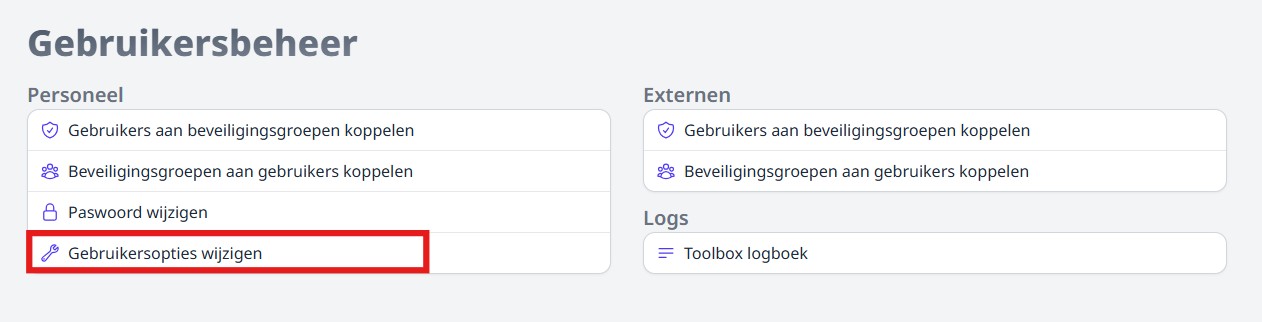 Gebruikersbeheer
Personeel
Gebruikers aan beveiligingsgroepen koppelen
Beveiligingsgroepen aan gebruikers koppelen
Paswoord wijzigen
Gebruikersopties wijzigen
Externen
Gebruikers aan beveiligingsgroepen koppelen
Beveiligingsgroepen aan gebruikers koppelen
Logs
Toolbox logboek